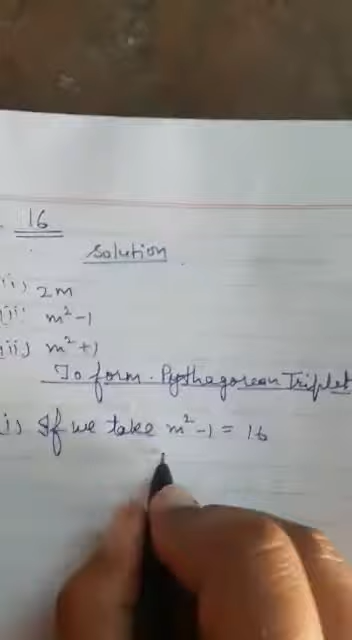 16
Solution
ii) 2m
ii) m²-1
iii) m²+1
To form Pythagorean Triplet
i) If we take m²-1 = 16